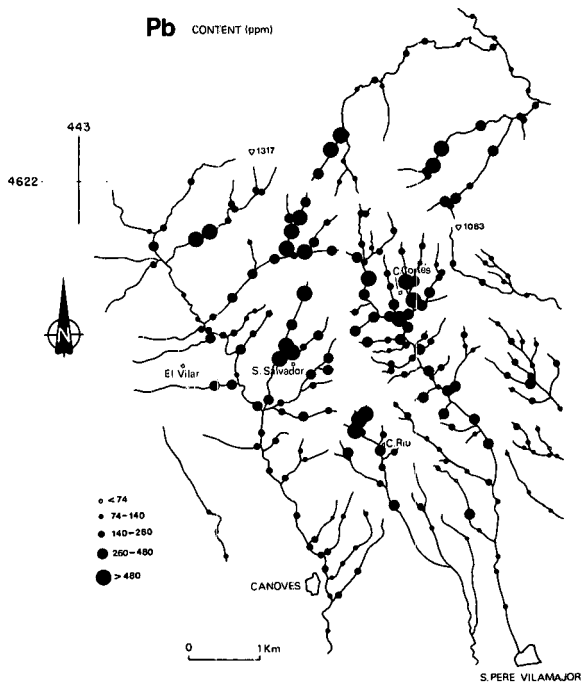 Pb CONTENT (ppm)
443
▽1317
4622
▽1083
C.Cortés
N
El Vilar
S. Salvador
C.Riu
<74
74-140
140-260
260-480
>480
CANOVES
0 1Km
S.PERE VILAMAJOR